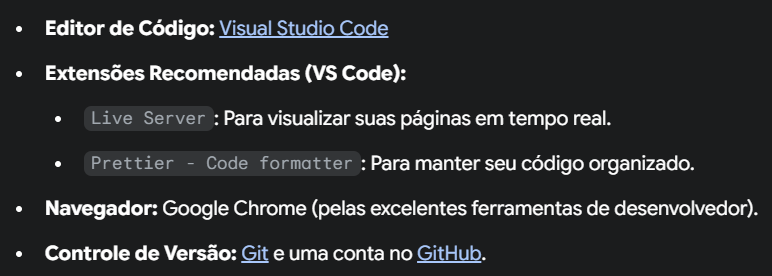 • Editor de Código: Visual Studio Code
• Extensões Recomendadas (VS Code):
• Live Server: Para visualizar suas páginas em tempo real.
• Prettier - Code formatter: Para manter seu código organizado.
• Navegador: Google Chrome (pelas excelentes ferramentas de desenvolvedor).
• Controle de Versão: Git e uma conta no GitHub.